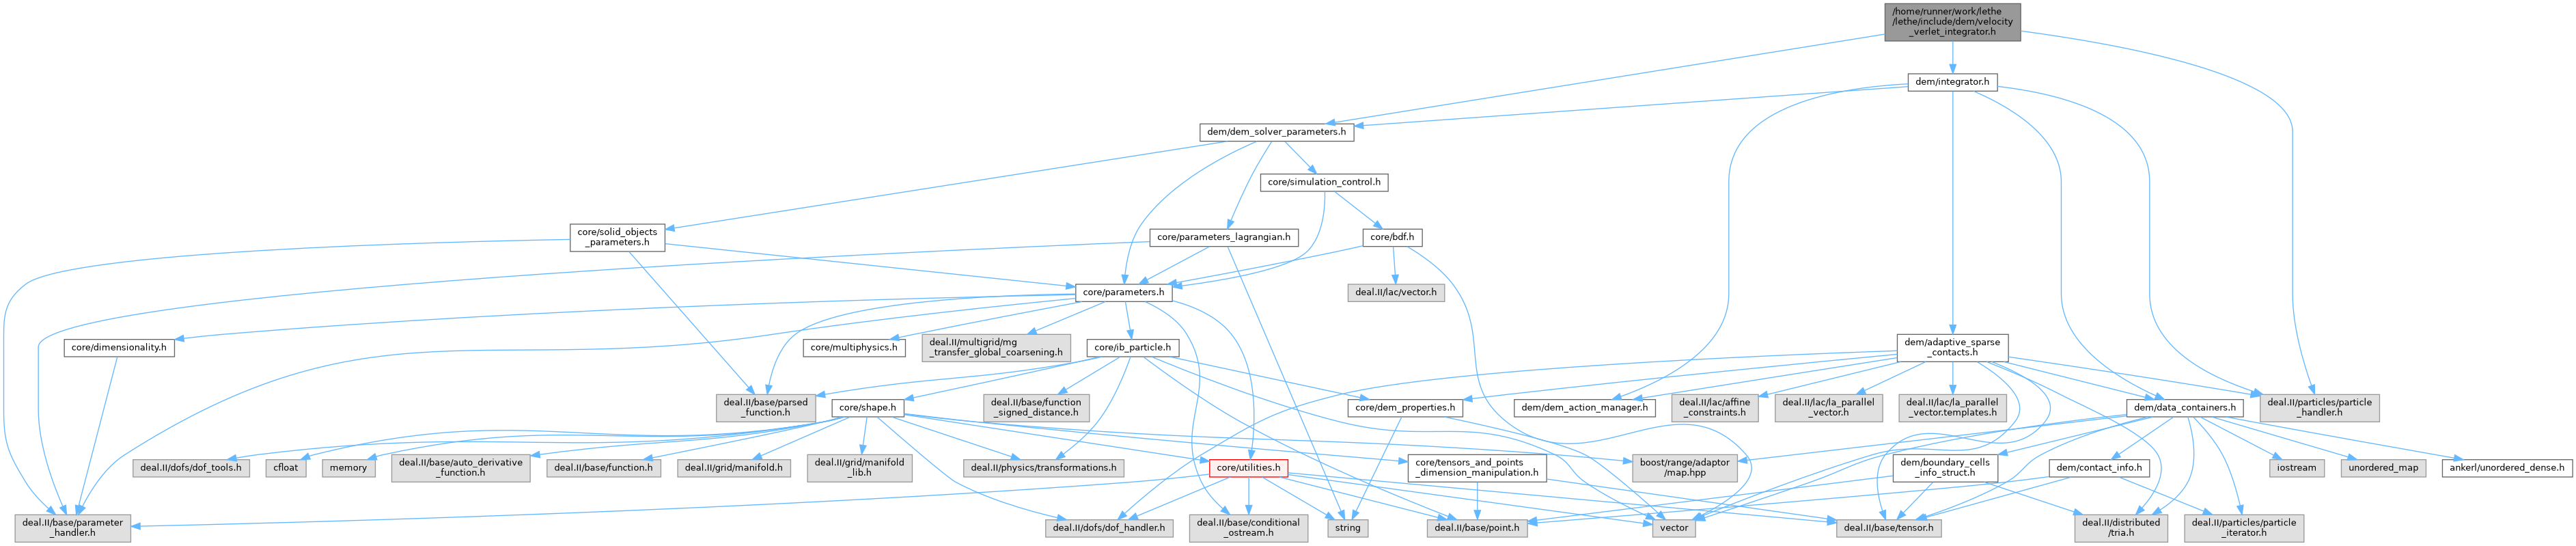 /home/runner/work/lethe
/lethe/include/dem/velocity
_verlet_integrator.h
dem/integrator.h
dem/dem_solver_parameters.h
core/simulation_control.h
core/solid_objects
_parameters.h
core/parameters_lagrangian.h
core/bdf.h
core/parameters.h
deal.II/lac/vector.h
core/dimensionality.h
core/multiphysics.h
deal.II/multigrid/mg
_transfer_global_coarsening.h
core/ib_particle.h
dem/adaptive_sparse
_contacts.h
deal.II/base/parsed
_function.h
core/shape.h
deal.II/base/function
_signed_distance.h
core/dem_properties.h
dem/dem_action_manager.h
deal.II/lac/affine
_constraints.h
deal.II/lac/la_parallel
_vector.h
deal.II/lac/la_parallel
_vector.templates.h
dem/data_containers.h
deal.II/particles/particle
_handler.h
deal.II/dofs/dof_tools.h
cfloat
memory
deal.II/base/auto_derivative
_function.h
deal.II/base/function.h
deal.II/grid/manifold.h
deal.II/grid/manifold
_lib.h
deal.II/physics/transformations.h
core/utilities.h
core/tensors_and_points
_dimension_manipulation.h
boost/range/adaptor
/map.hpp
dem/boundary_cells
_info_struct.h
dem/contact_info.h
iostream
unordered_map
ankerl/unordered_dense.h
deal.II/base/parameter
_handler.h
deal.II/dofs/dof_handler.h
deal.II/base/conditional
_ostream.h
string
deal.II/base/point.h
vector
deal.II/base/tensor.h
deal.II/distributed
/tria.h
deal.II/particles/particle
_iterator.h